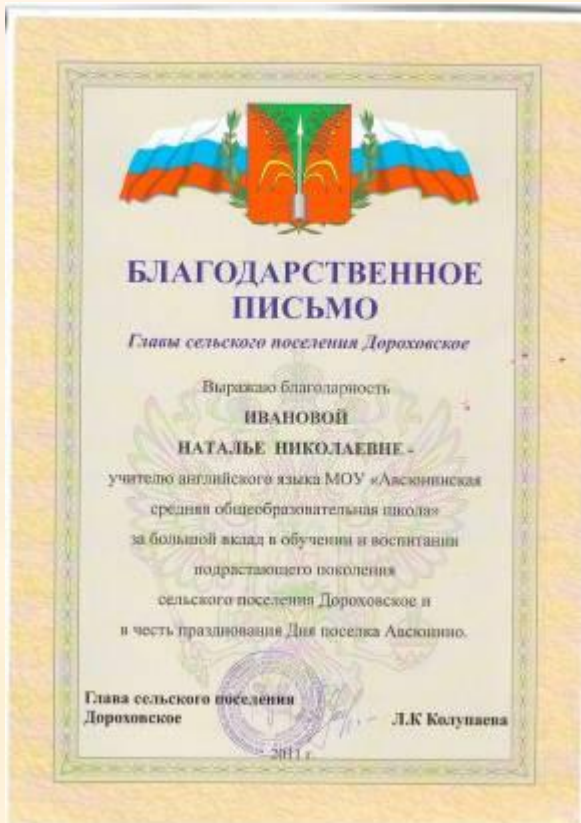 БЛАГОДАРСТВЕННОЕ
ПИСЬМО
Главы сельского поселения Дороховское
Выражаю благодарность
ИВАНОВОЙ
НАТАЛЬЕ НИКОЛАЕВНЕ -
учителю английского языка МОУ «Авсюнинская
средняя общеобразовательная школа»
за большой вклад в обучении и воспитании
подрастающего поколения
сельского поселения Дороховское и
в честь празднования Дня поселка Авсюнино.
Глава сельского поселения
Дороховское
Л.К Колупаева
2011 г.